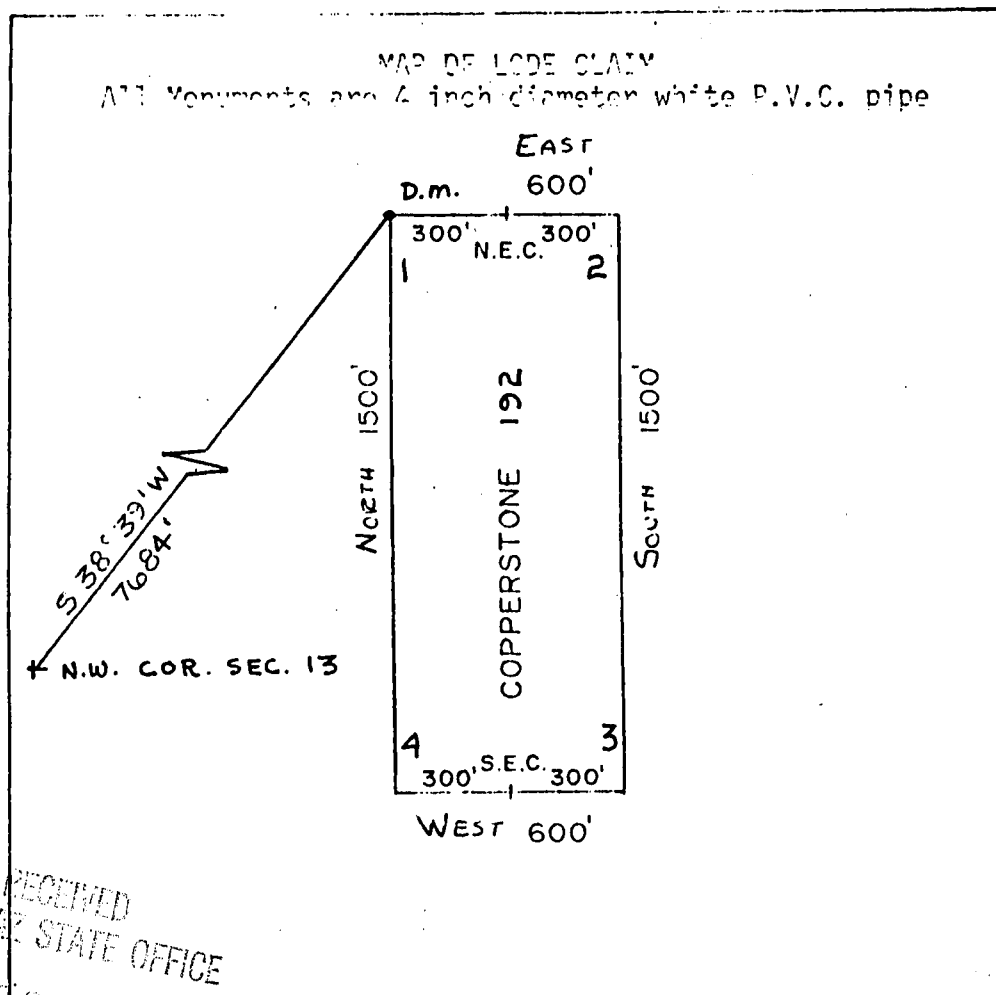 MAP OF LODE CLAIM
All Monuments are 4 inch diameter white P.V.C. pipe
EAST
600'
D.M.
300' 300'
N.E.C.
1 2
NORTH 1500'
COPPERSTONE 192
SOUTH 1500'
S 38° 39' W
7684'
N.W. COR. SEC. 13
4 3
300' S.E.C. 300'
WEST 600'
RECEIVED
AZ STATE OFFICE